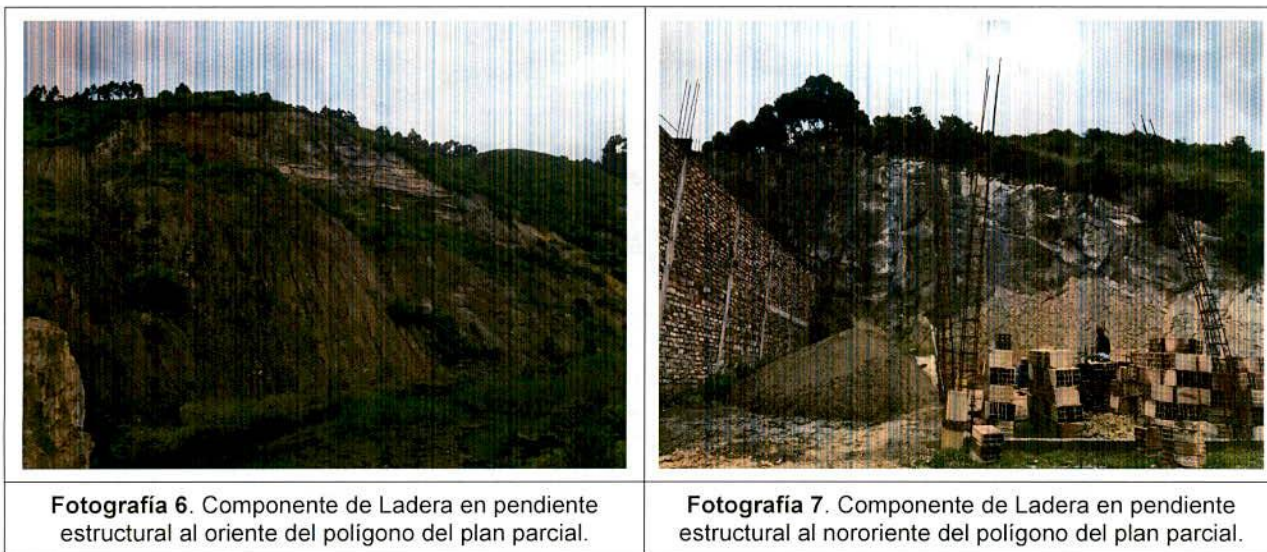 Fotografía 6. Componente de Ladera en pendiente
estructural al oriente del polígono del plan parcial.
Fotografía 7. Componente de Ladera en pendiente
estructural al nororiente del polígono del plan parcial.